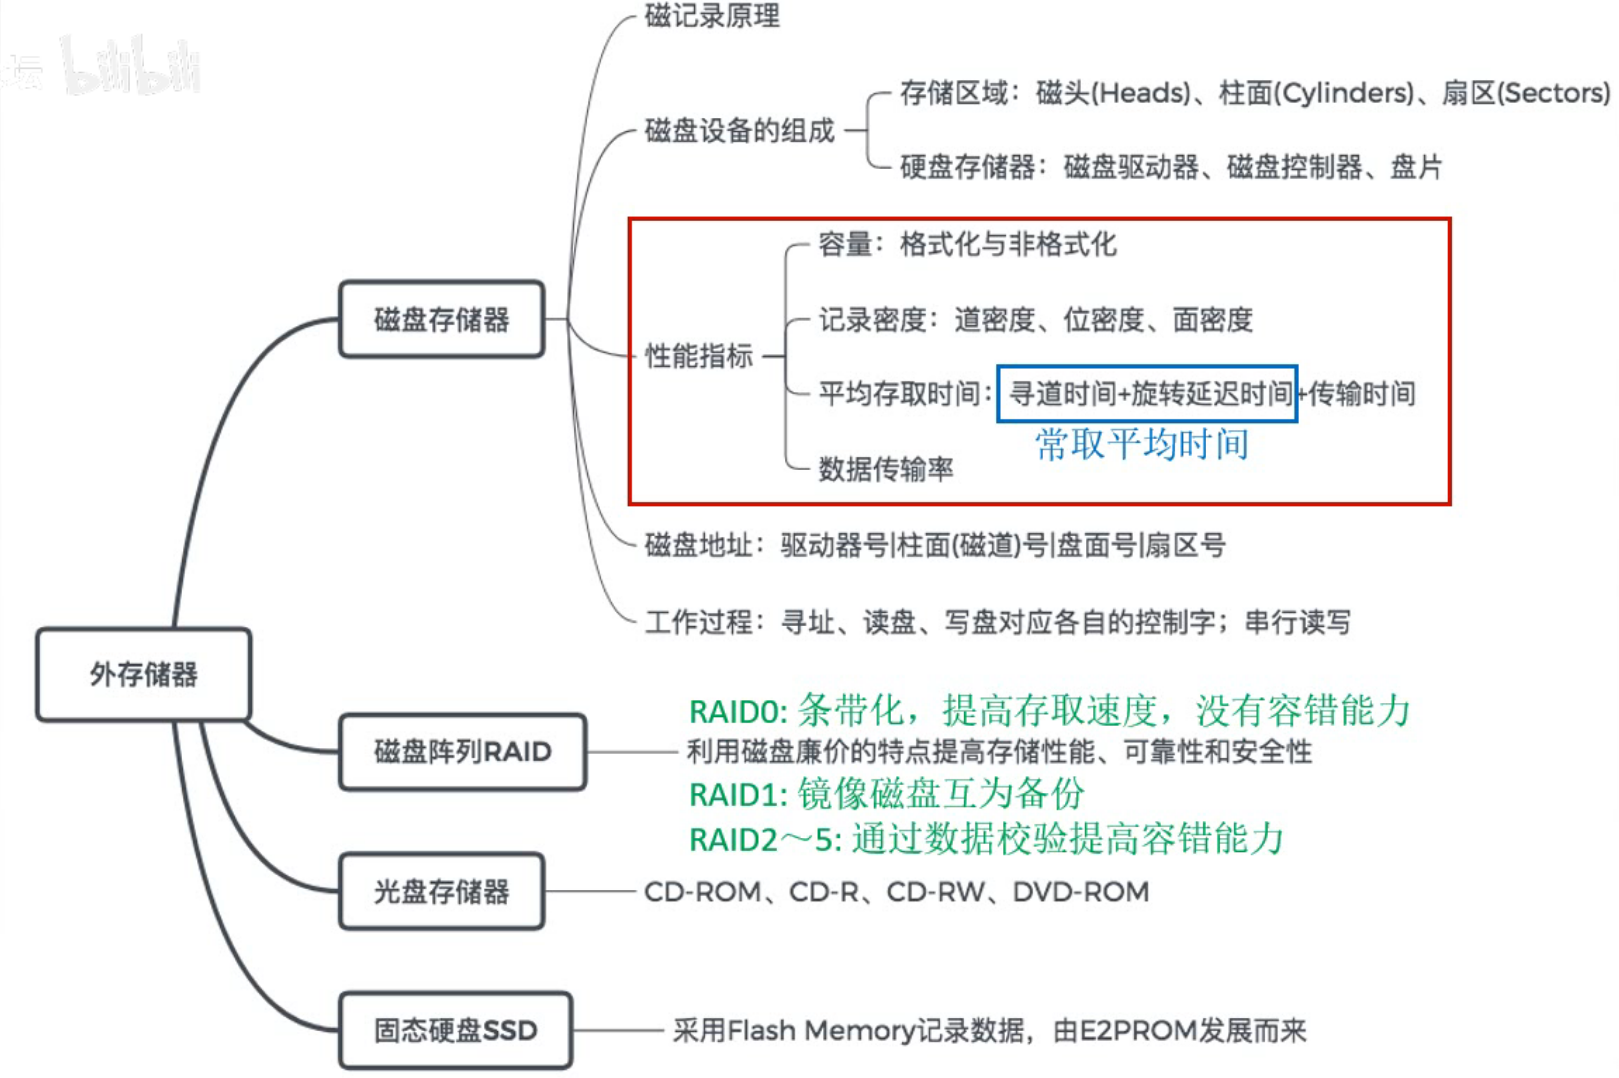 坛 bilibili
磁记录原理
存储区域：磁头(Heads)、柱面(Cylinders)、扇区(Sectors)
磁盘设备的组成
硬盘存储器：磁盘驱动器、磁盘控制器、盘片
容量：格式化与非格式化
磁盘存储器
记录密度：道密度、位密度、面密度
性能指标
平均存取时间：寻道时间+旋转延迟时间+传输时间
常取平均时间
数据传输率
磁盘地址：驱动器号|柱面(磁道)号|盘面号|扇区号
工作过程：寻址、读盘、写盘对应各自的控制字；串行读写
外存储器
RAID0: 条带化，提高存取速度，没有容错能力
磁盘阵列RAID
利用磁盘廉价的特点提高存储性能、可靠性和安全性
RAID1: 镜像磁盘互为备份
RAID2～5: 通过数据校验提高容错能力
光盘存储器
CD-ROM、CD-R、CD-RW、DVD-ROM
固态硬盘SSD
采用Flash Memory记录数据，由E2PROM发展而来